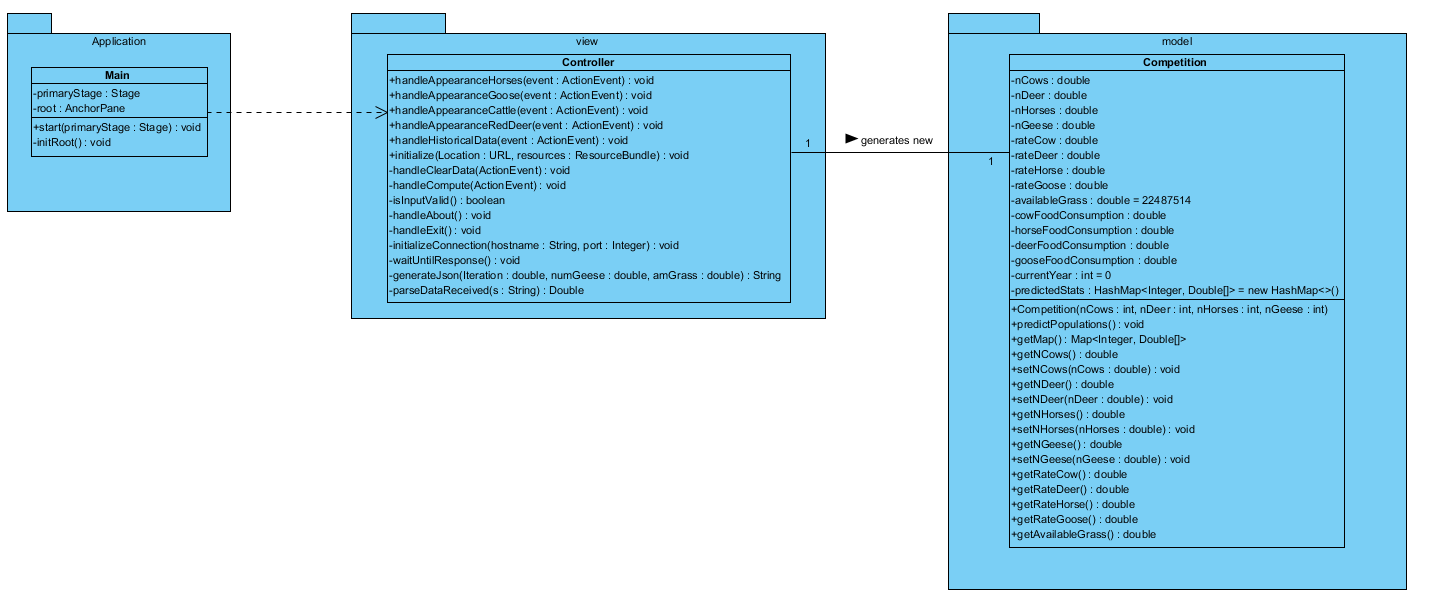 Application
Main
-primaryStage : Stage
-root : AnchorPane
+start(primaryStage : Stage) : void
-initRoot() : void
view
Controller
+handleAppearanceHorses(event : ActionEvent) : void
+handleAppearanceGoose(event : ActionEvent) : void
+handleAppearanceCattle(event : ActionEvent) : void
+handleAppearanceRedDeer(event : ActionEvent) : void
+handleHistoricalData(event : ActionEvent) : void
+initialize(Location : URL, resources : ResourceBundle) : void
-handleClearData(ActionEvent) : void
-handleCompute(ActionEvent) : void
-isInputValid() : boolean
-handleAbout() : void
-handleExit() : void
-initializeConnection(hostname : String, port : Integer) : void
-waitUntilResponse() : void
-generateJson(Iteration : double, numGeese : double, amGrass : double) : String
-parseDataReceived(s : String) : Double
1
generates new
1
model
Competition
-nCows : double
-nDeer : double
-nHorses : double
-nGeese : double
-rateCow : double
-rateDeer : double
-rateHorse : double
-rateGoose : double
-availableGrass : double = 22487514
-cowFoodConsumption : double
-horseFoodConsumption : double
-deerFoodConsumption : double
-gooseFoodConsumption : double
-currentYear : int = 0
-predictedStats : HashMap<Integer, Double[]> = new HashMap<>()
+Competition(nCows : int, nDeer : int, nHorses : int, nGeese : int)
+predictPopulations() : void
+getMap() : Map<Integer, Double[]>
+getNCows() : double
+setNCows(nCows : double) : void
+getNDeer() : double
+setNDeer(nDeer : double) : void
+getNHorses() : double
+setNHorses(nHorses : double) : void
+getNGeese() : double
+setNGeese(nGeese : double) : void
+getRateCow() : double
+getRateDeer() : double
+getRateHorse() : double
+getRateGoose() : double
+getAvailableGrass() : double